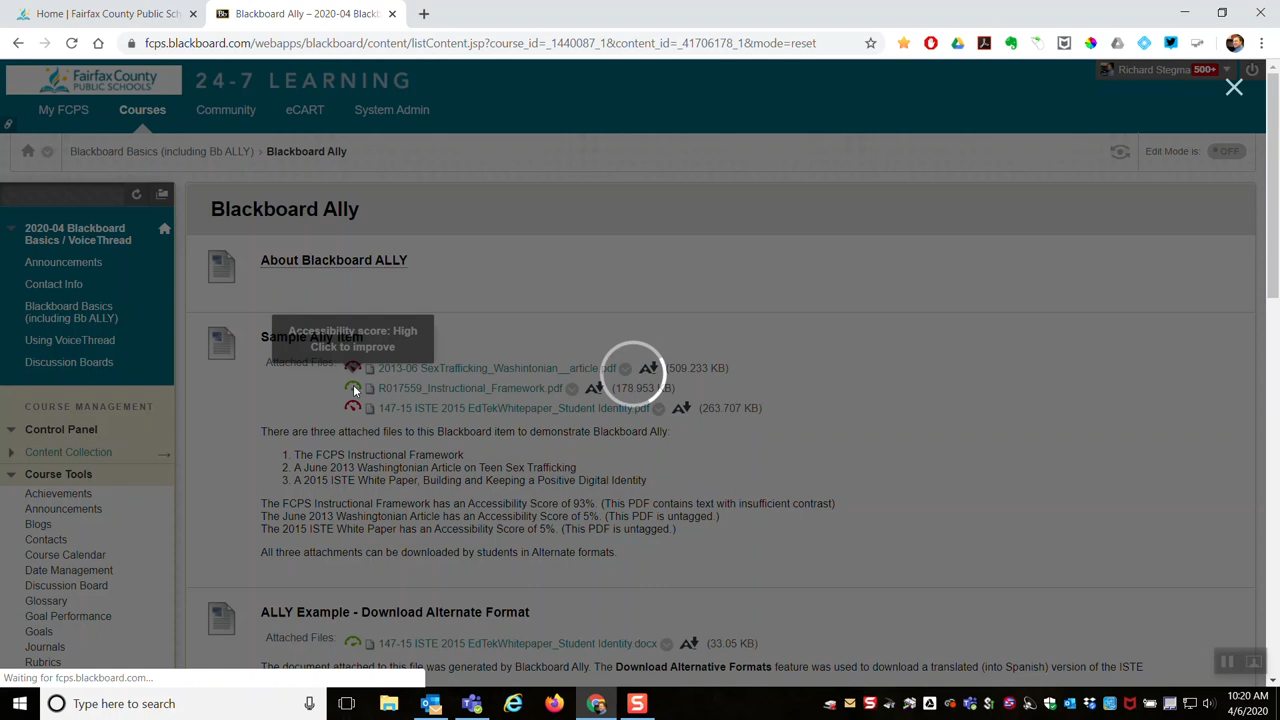 Home | Fairfax County Public Sch
Blackboard Ally – 2020-04 Blackb
fcps.blackboard.com/webapps/blackboard/content/listContent.jsp?course_id=_1440087_1&content_id=_41706178_1&mode=reset
Fairfax County
PUBLIC SCHOOLS
24-7 LEARNING
Richard Stegma 500+
My FCPS
Courses
Community
eCART
System Admin
Blackboard Basics (including Bb ALLY) > Blackboard Ally
Edit Mode is: OFF
2020-04 Blackboard
Basics / VoiceThread
Announcements
Contact Info
Blackboard Basics
(including Bb ALLY)
Using VoiceThread
Discussion Boards
COURSE MANAGEMENT
Control Panel
Content Collection
Course Tools
Achievements
Announcements
Blogs
Contacts
Course Calendar
Date Management
Discussion Board
Glossary
Goal Performance
Goals
Journals
Rubrics
Blackboard Ally
About Blackboard ALLY
Sample Ally Item
Accessibility score: High
Click to improve
Attached Files:
2013-06 SexTrafficking_Washintonian__article.pdf (509.233 KB)
R017559_Instructional_Framework.pdf (178.953 KB)
147-15 ISTE 2015 EdTekWhitepaper_Student Identity.pdf (263.707 KB)
There are three attached files to this Blackboard item to demonstrate Blackboard Ally:
1. The FCPS Instructional Framework
2. A June 2013 Washingtonian Article on Teen Sex Trafficking
3. A 2015 ISTE White Paper, Building and Keeping a Positive Digital Identity
The FCPS Instructional Framework has an Accessibility Score of 93%. (This PDF contains text with insufficient contrast)
The June 2013 Washingtonian Article has an Accessibility Score of 5%. (This PDF is untagged.)
The 2015 ISTE White Paper has an Accessibility Score of 5%. (This PDF is untagged.)
All three attachments can be downloaded by students in Alternate formats.
ALLY Example - Download Alternate Format
Attached Files: 147-15 ISTE 2015 EdTekWhitepaper_Student Identity.docx (33.05 KB)
The document attached to this file was generated by Blackboard Ally. The Download Alternative Formats feature was used to download a translated (into Spanish) version of the ISTE
Waiting for fcps.blackboard.com...
Type here to search
10:20 AM
4/6/2020